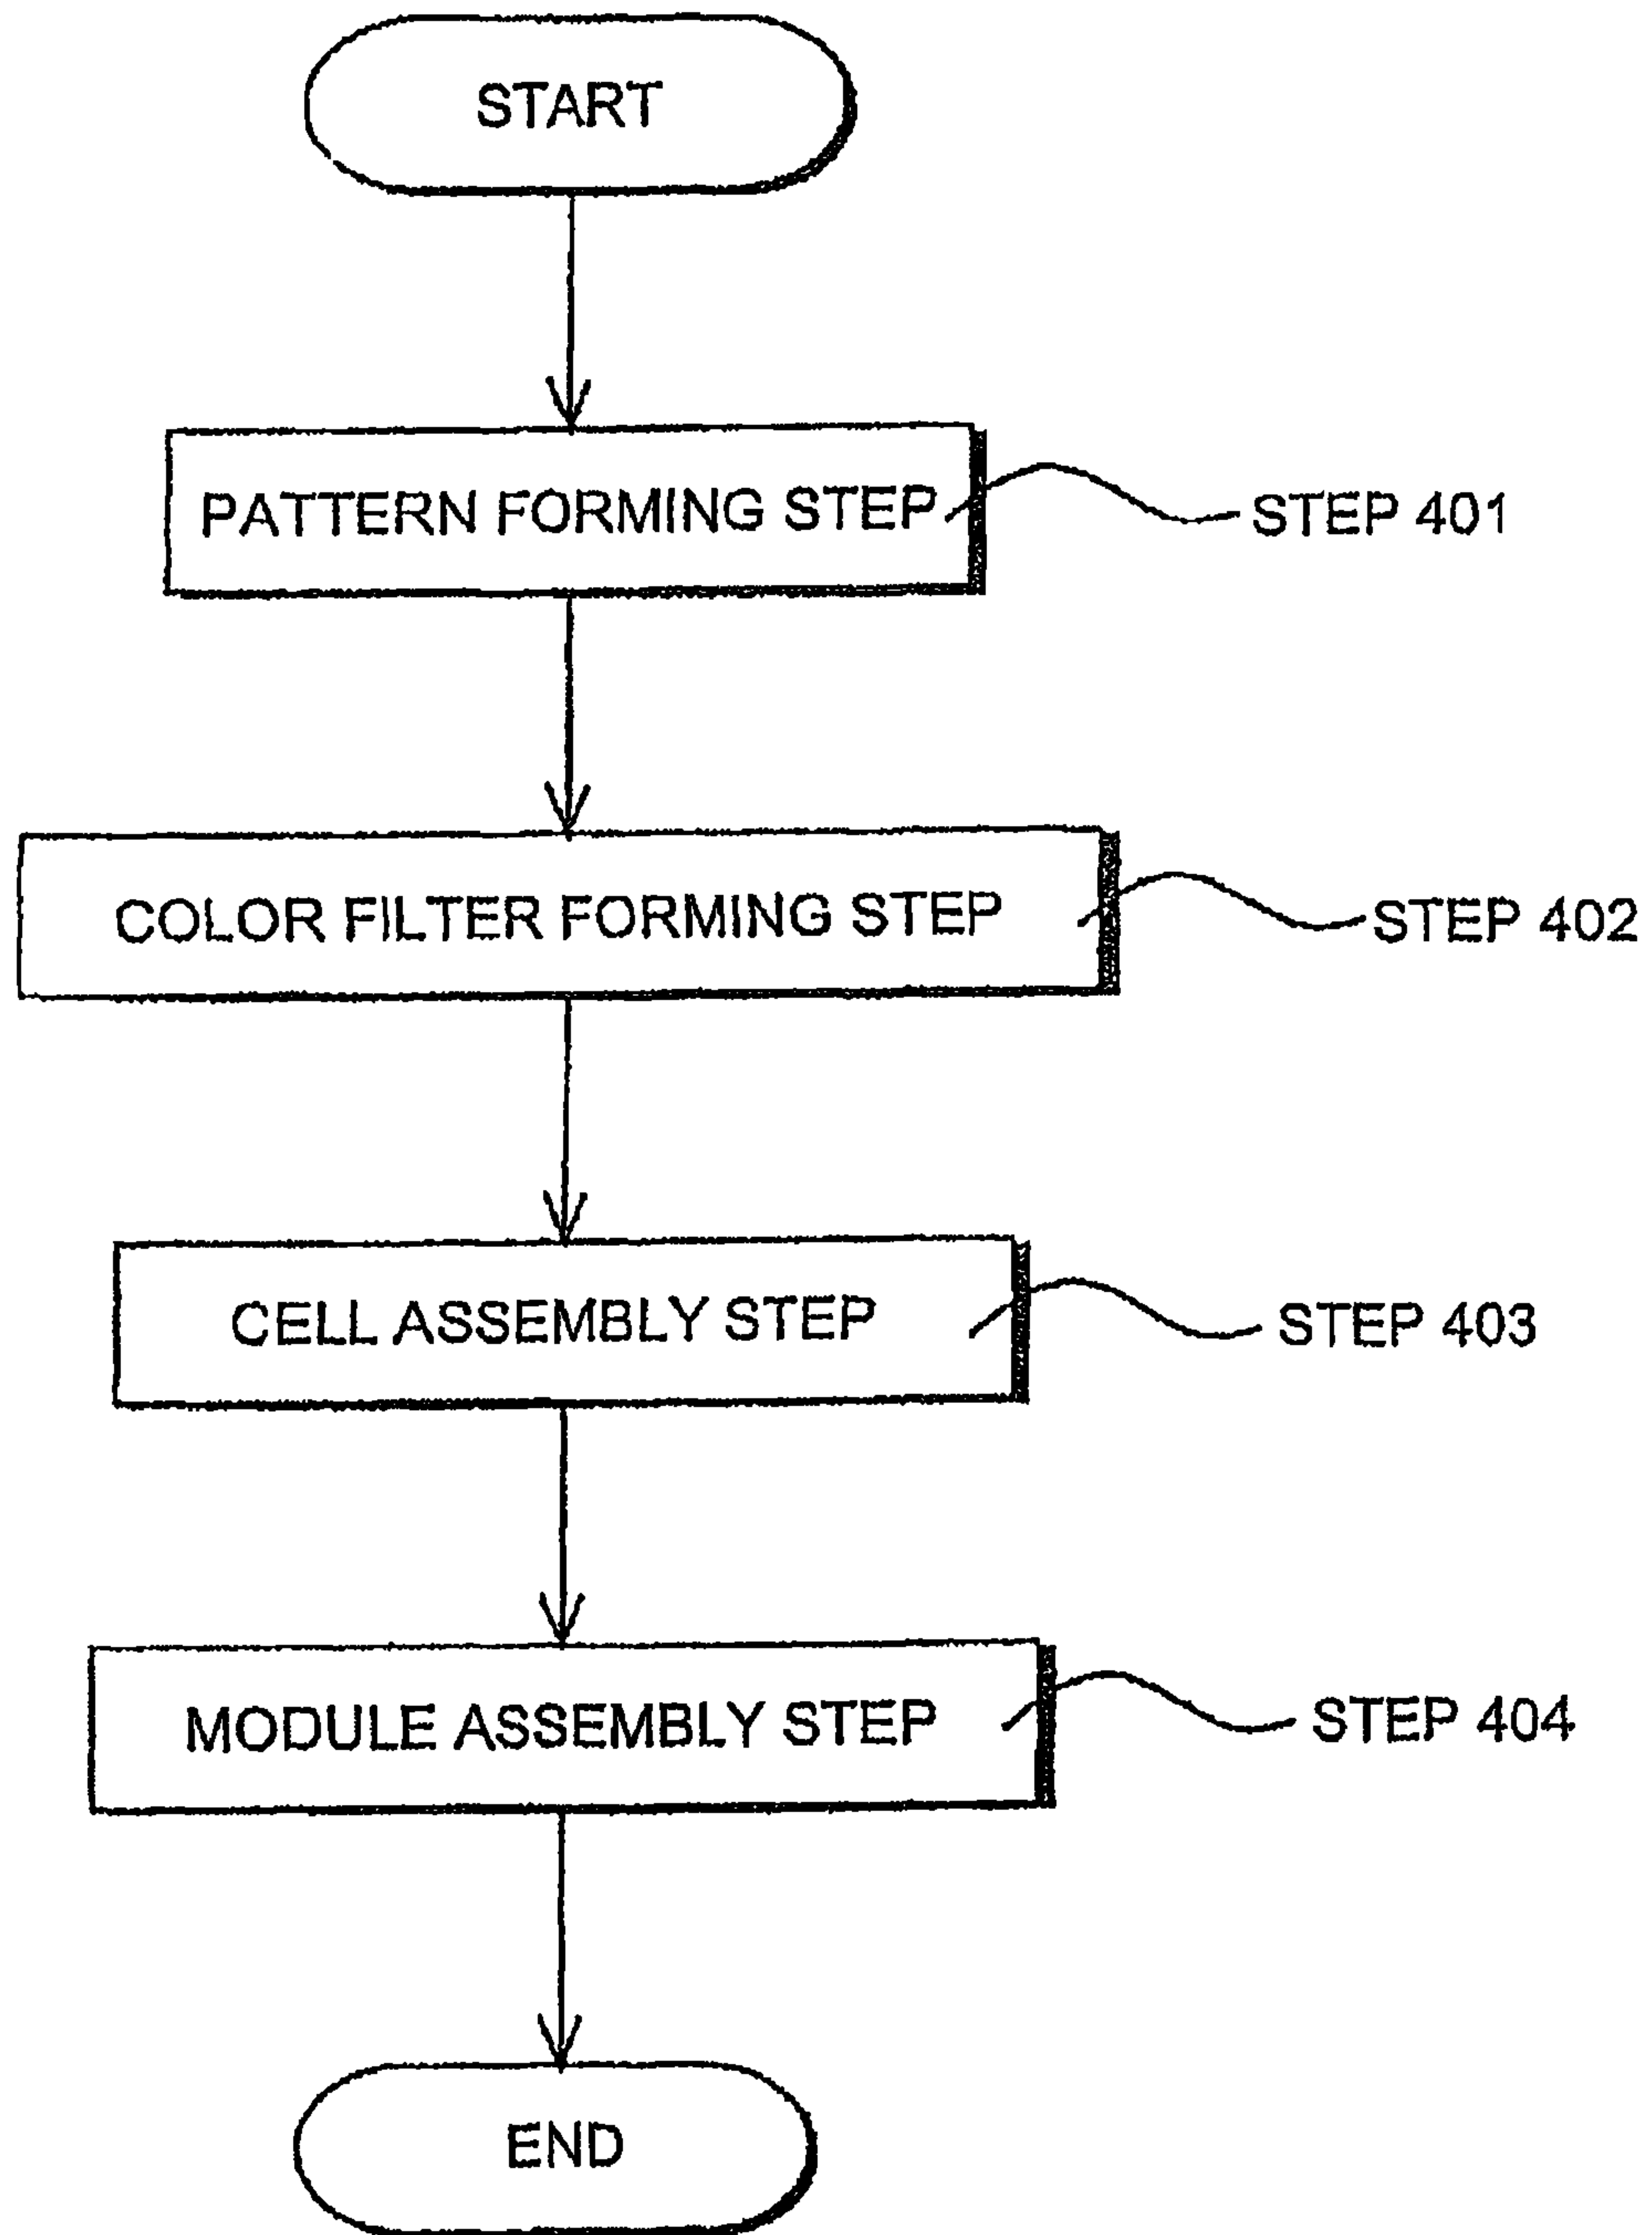 START
PATTERN FORMING STEP
STEP 401
COLOR FILTER FORMING STEP
STEP 402
CELL ASSEMBLY STEP
STEP 403
MODULE ASSEMBLY STEP
STEP 404
END